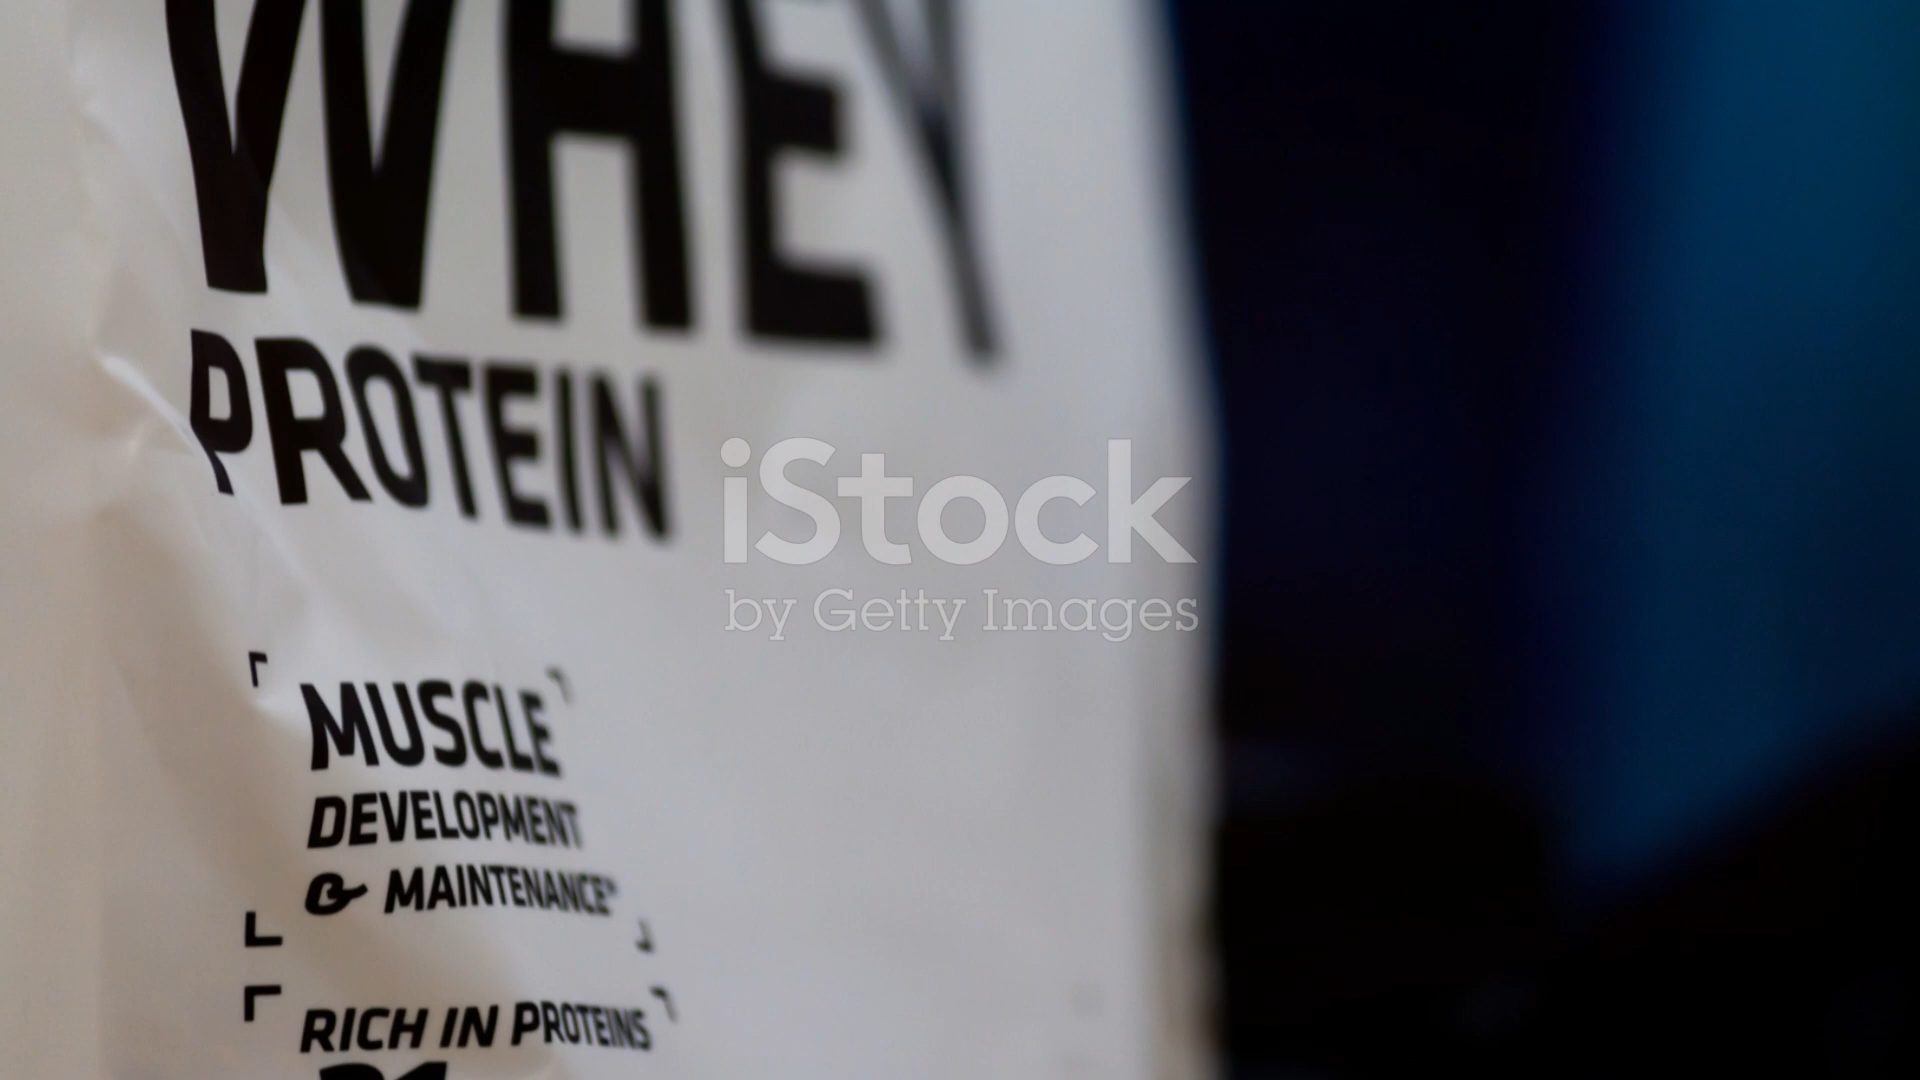 WHEY
PROTEIN
MUSCLE
DEVELOPMENT
& MAINTENANCE
RICH IN PROTEINS
iStock
by Getty Images